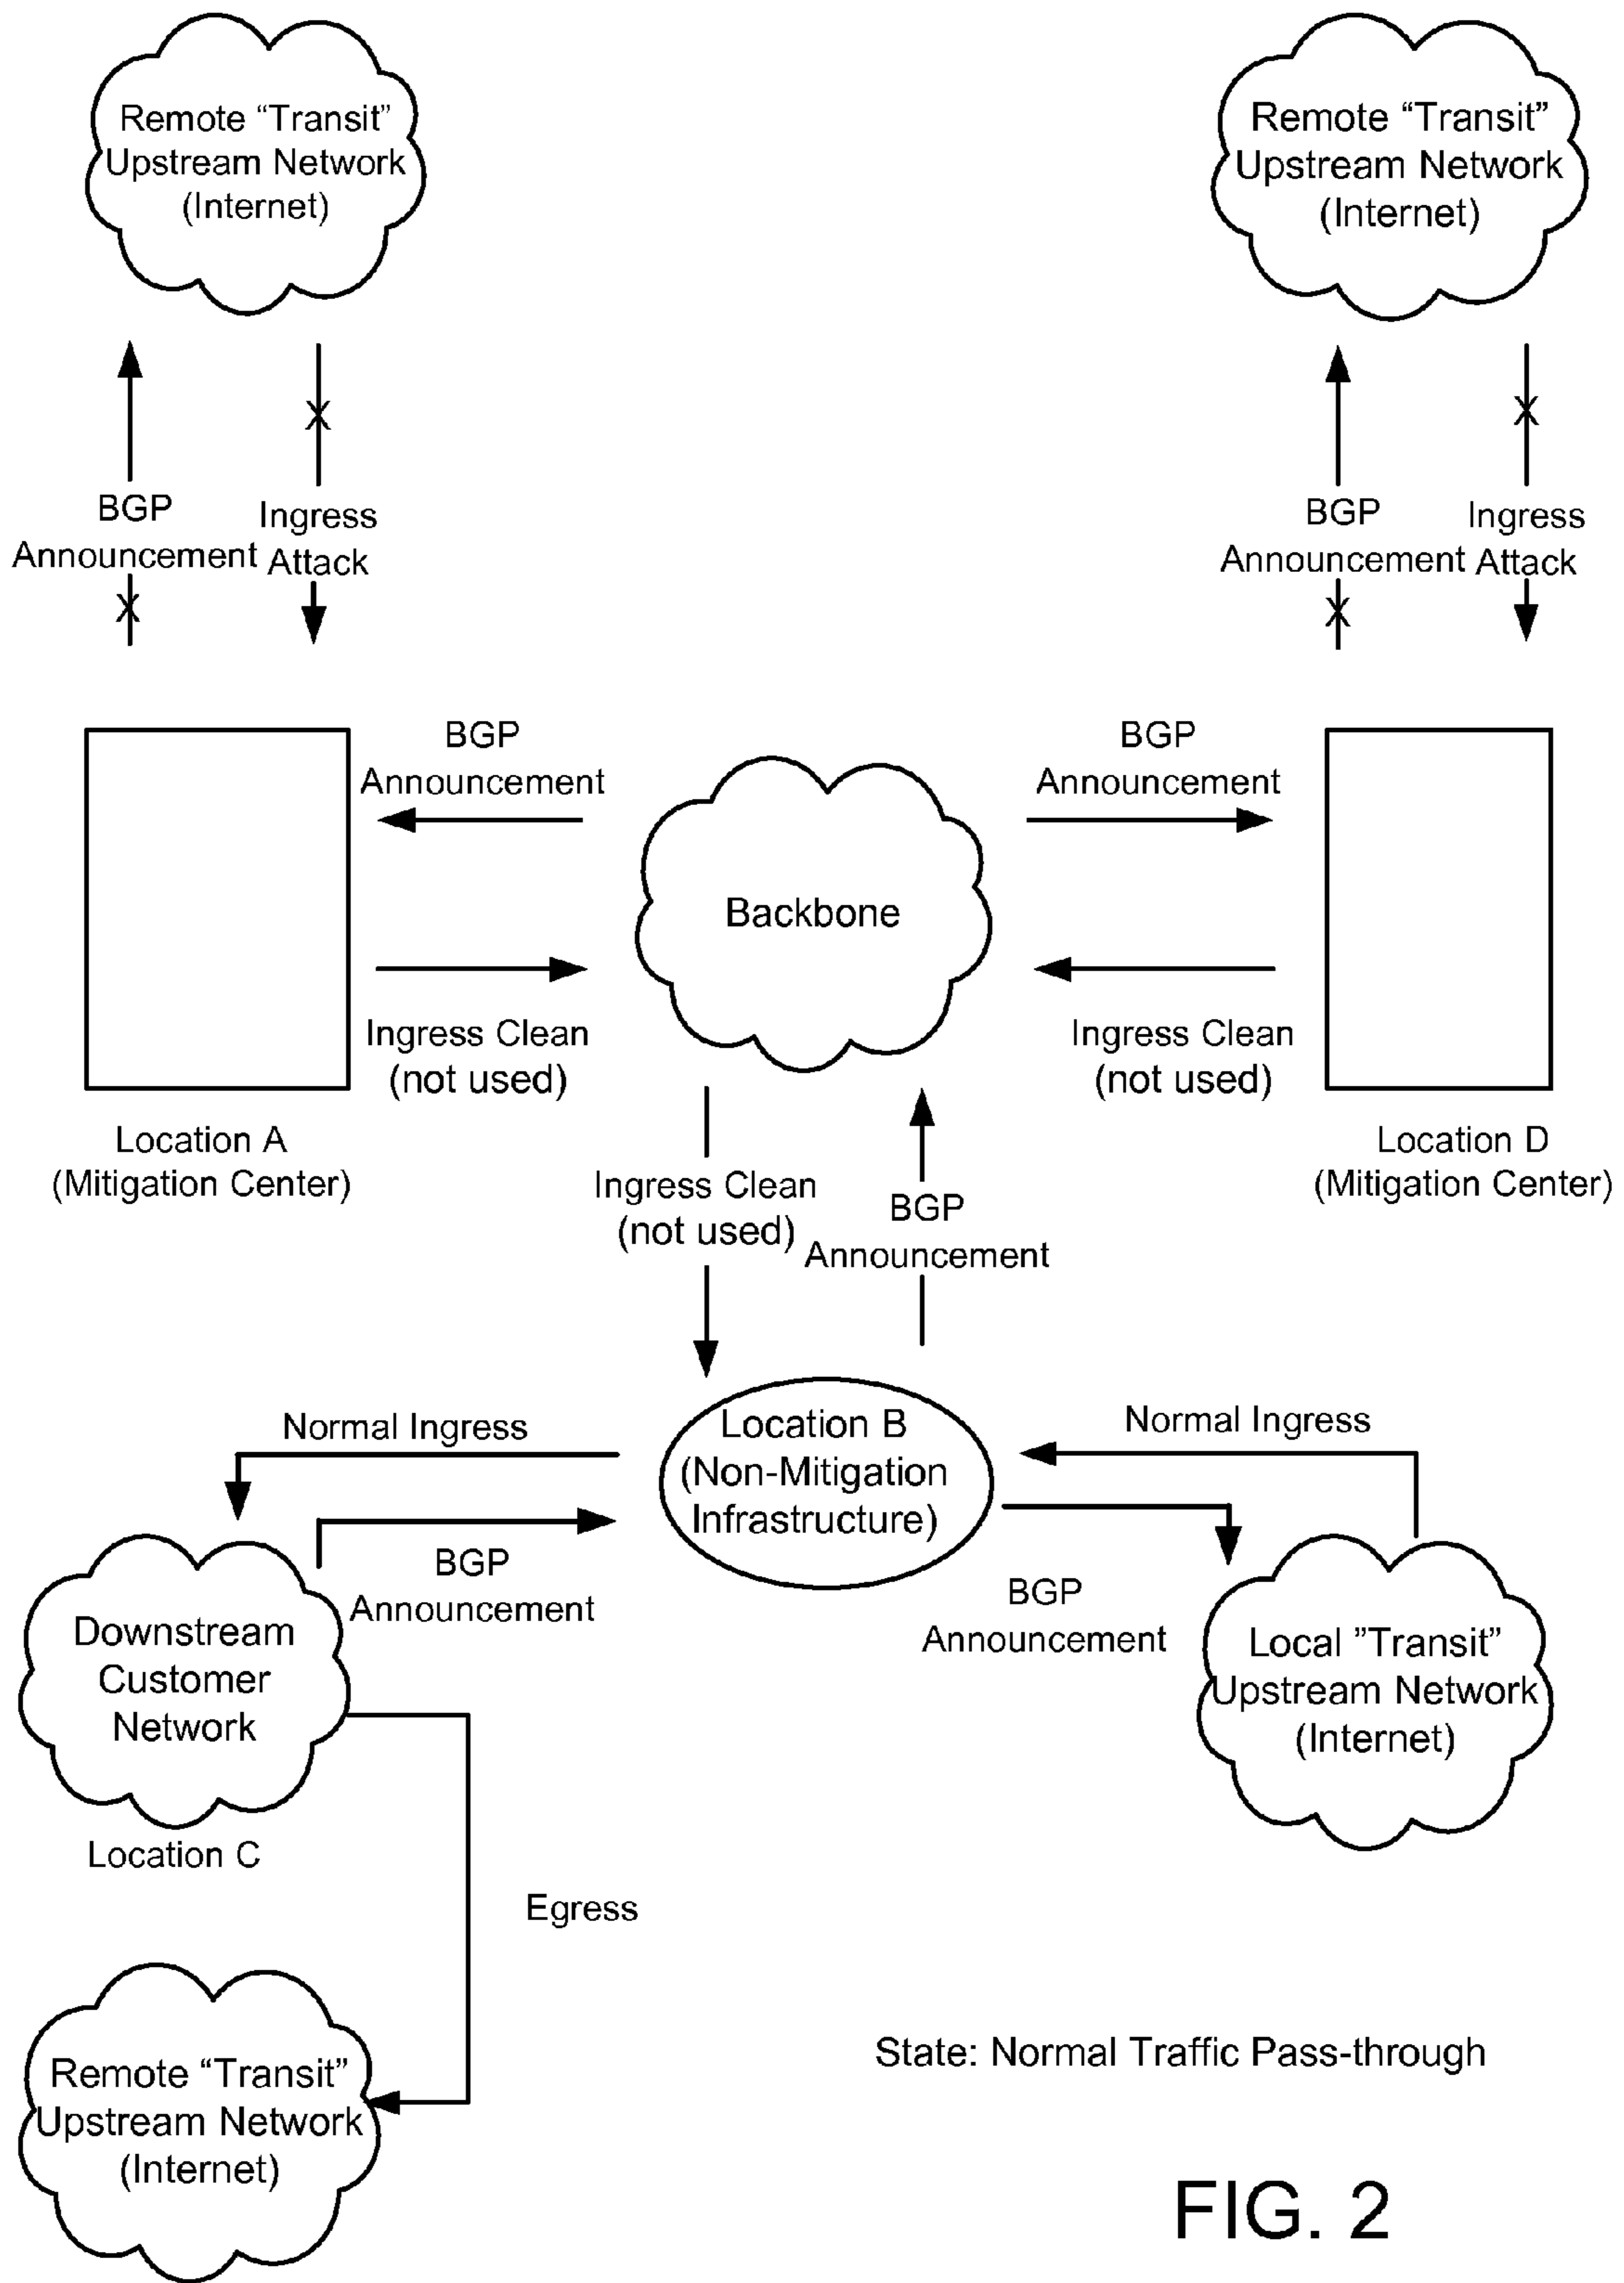 Remote “Transit”
Upstream Network
(Internet)
Remote “Transit”
Upstream Network
(Internet)
X
X
BGP
Announcement
Ingress
Attack
BGP
Announcement
Ingress
Attack
X
X
BGP
Announcement
BGP
Announcement
Backbone
Ingress Clean
(not used)
Ingress Clean
(not used)
Location A
(Mitigation Center)
Location D
(Mitigation Center)
Ingress Clean
(not used)
BGP
Announcement
Normal Ingress
Location B
(Non-Mitigation
Infrastructure)
Normal Ingress
BGP
Announcement
BGP
Announcement
Downstream
Customer
Network
Local ”Transit”
Upstream Network
(Internet)
Location C
Egress
Remote “Transit”
Upstream Network
(Internet)
State: Normal Traffic Pass-through
FIG. 2